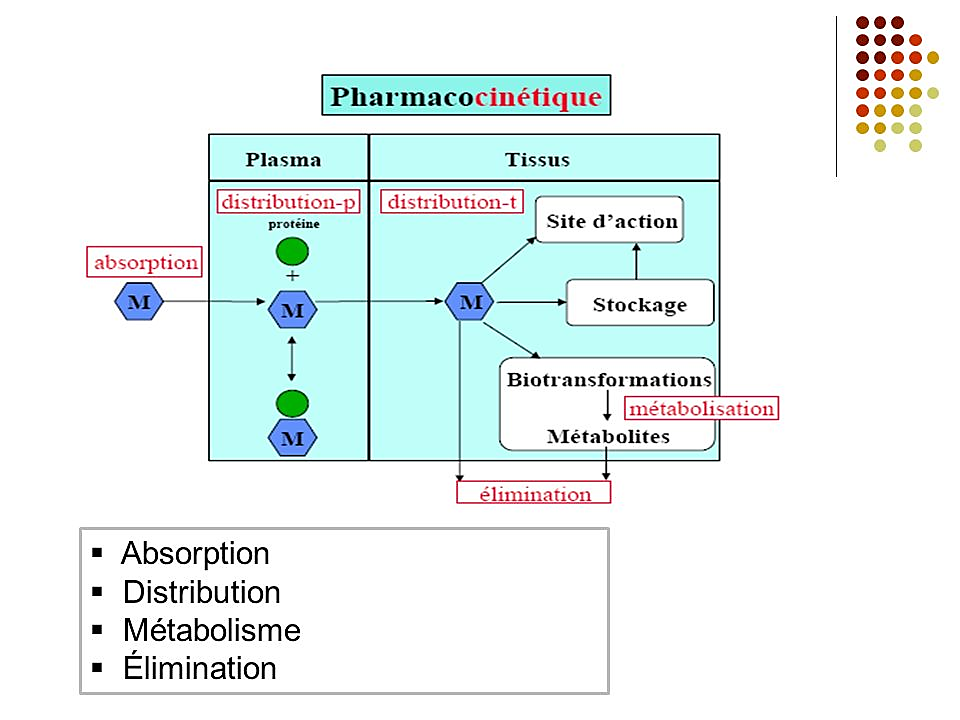 Pharmacocinétique
Plasma
Tissus
distribution-p
distribution-t
protéine
Site d’action
absorption
+
M
M
M
Stockage
Biotransformations
métabolisation
M
Métabolites
élimination
▪ Absorption
▪ Distribution
▪ Métabolisme
▪ Élimination